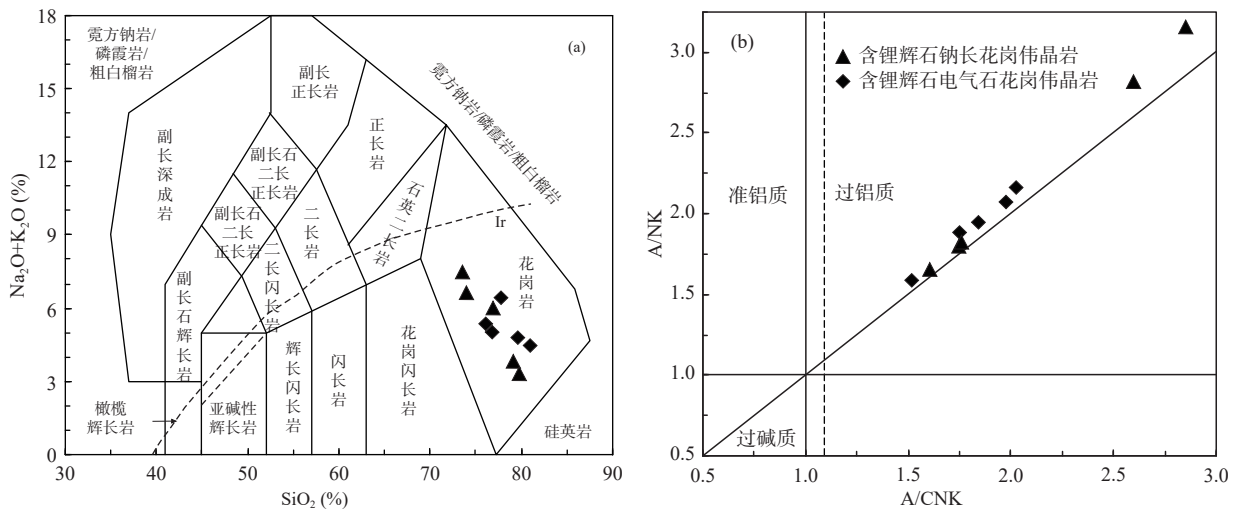 18
15
12
9
6
3
0
Na₂O+K₂O (%)
霓方钠岩/
磷霞岩/
粗白榴岩
(a)
副长
正长岩
霓方钠岩/磷霞岩/粗白榴岩
副长深成岩
正长岩
副长石
二长
正长岩
石英二长岩
副长石
二长
正长岩
二长岩
Ir
二长闪长岩
花岗岩
副长石辉长岩
辉长闪长岩
闪长岩
花岗闪长岩
橄榄
辉长岩
亚碱性
辉长岩
硅英岩
30
40
50
60
70
80
90
SiO₂ (%)
(b)
含锂辉石钠长花岗伟晶岩
含锂辉石电气石花岗伟晶岩
3.0
2.5
2.0
1.5
1.0
0.5
A/NK
准铝质
过铝质
过碱质
0.5
1.0
1.5
2.0
2.5
3.0
A/CNK